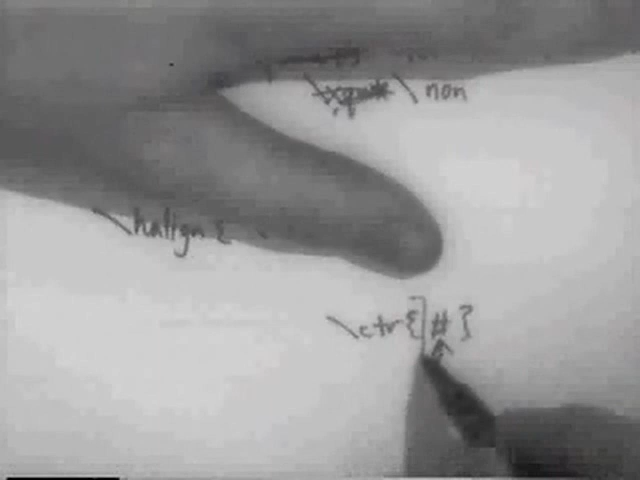 \ non
\halign {
\ctr{ # }